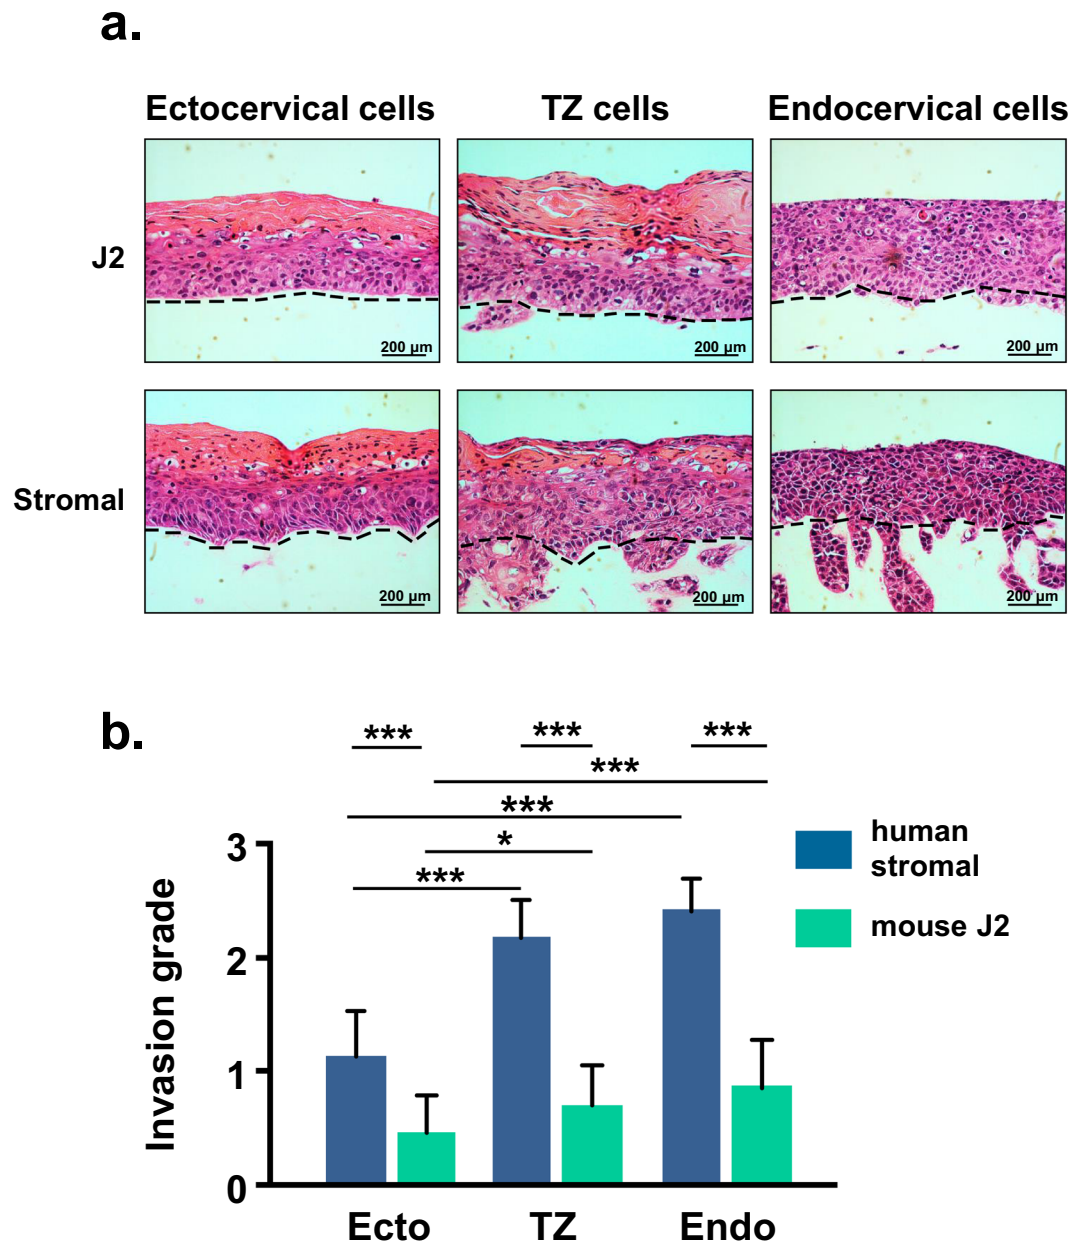 a.
Ectocervical cells TZ cells Endocervical cells
J2
200 μm 200 μm 200 μm
Stromal
200 μm 200 μm 200 μm
b.
*** *** ***
***
***
*
***
human
stromal
mouse J2
Invasion grade
3
2
1
0
Ecto TZ Endo